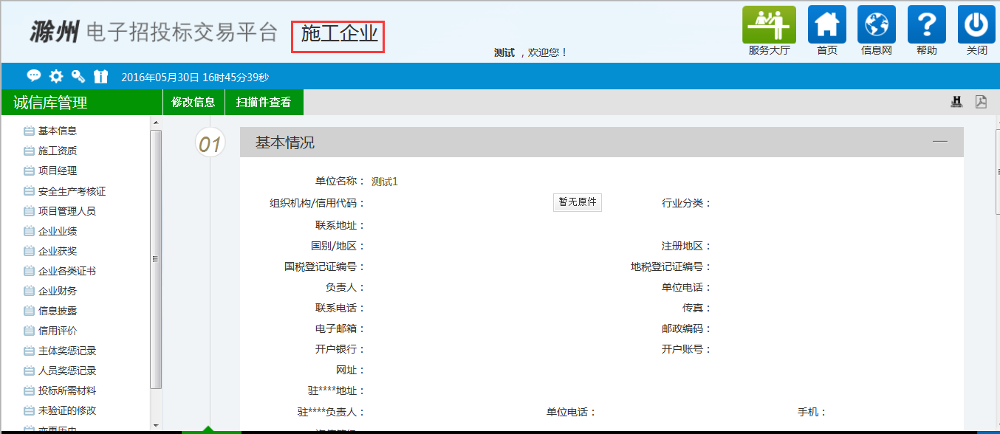 滁州 电子招投标交易平台 施工企业
测试 ，欢迎您！
服务大厅 首页 信息网 帮助 关闭
2016年05月30日 16时45分39秒
诚信库管理 修改信息 扫描件查看
基本信息
施工资质
项目经理
安全生产考核证
项目管理人员
企业业绩
企业获奖
企业各类证书
企业财务
信息披露
信用评价
主体奖惩记录
人员奖惩记录
投标所需材料
未验证的修改
变更历史
01 基本情况
单位名称： 测试1
组织机构/信用代码： 暂无原件 行业分类：
联系地址：
国别/地区： 注册地区：
国税登记证编号： 地税登记证编号：
负责人： 单位电话：
联系电话： 传真：
电子邮箱： 邮政编码：
开户银行： 开户账号：
网址：
驻****地址：
驻****负责人： 单位电话： 手机：